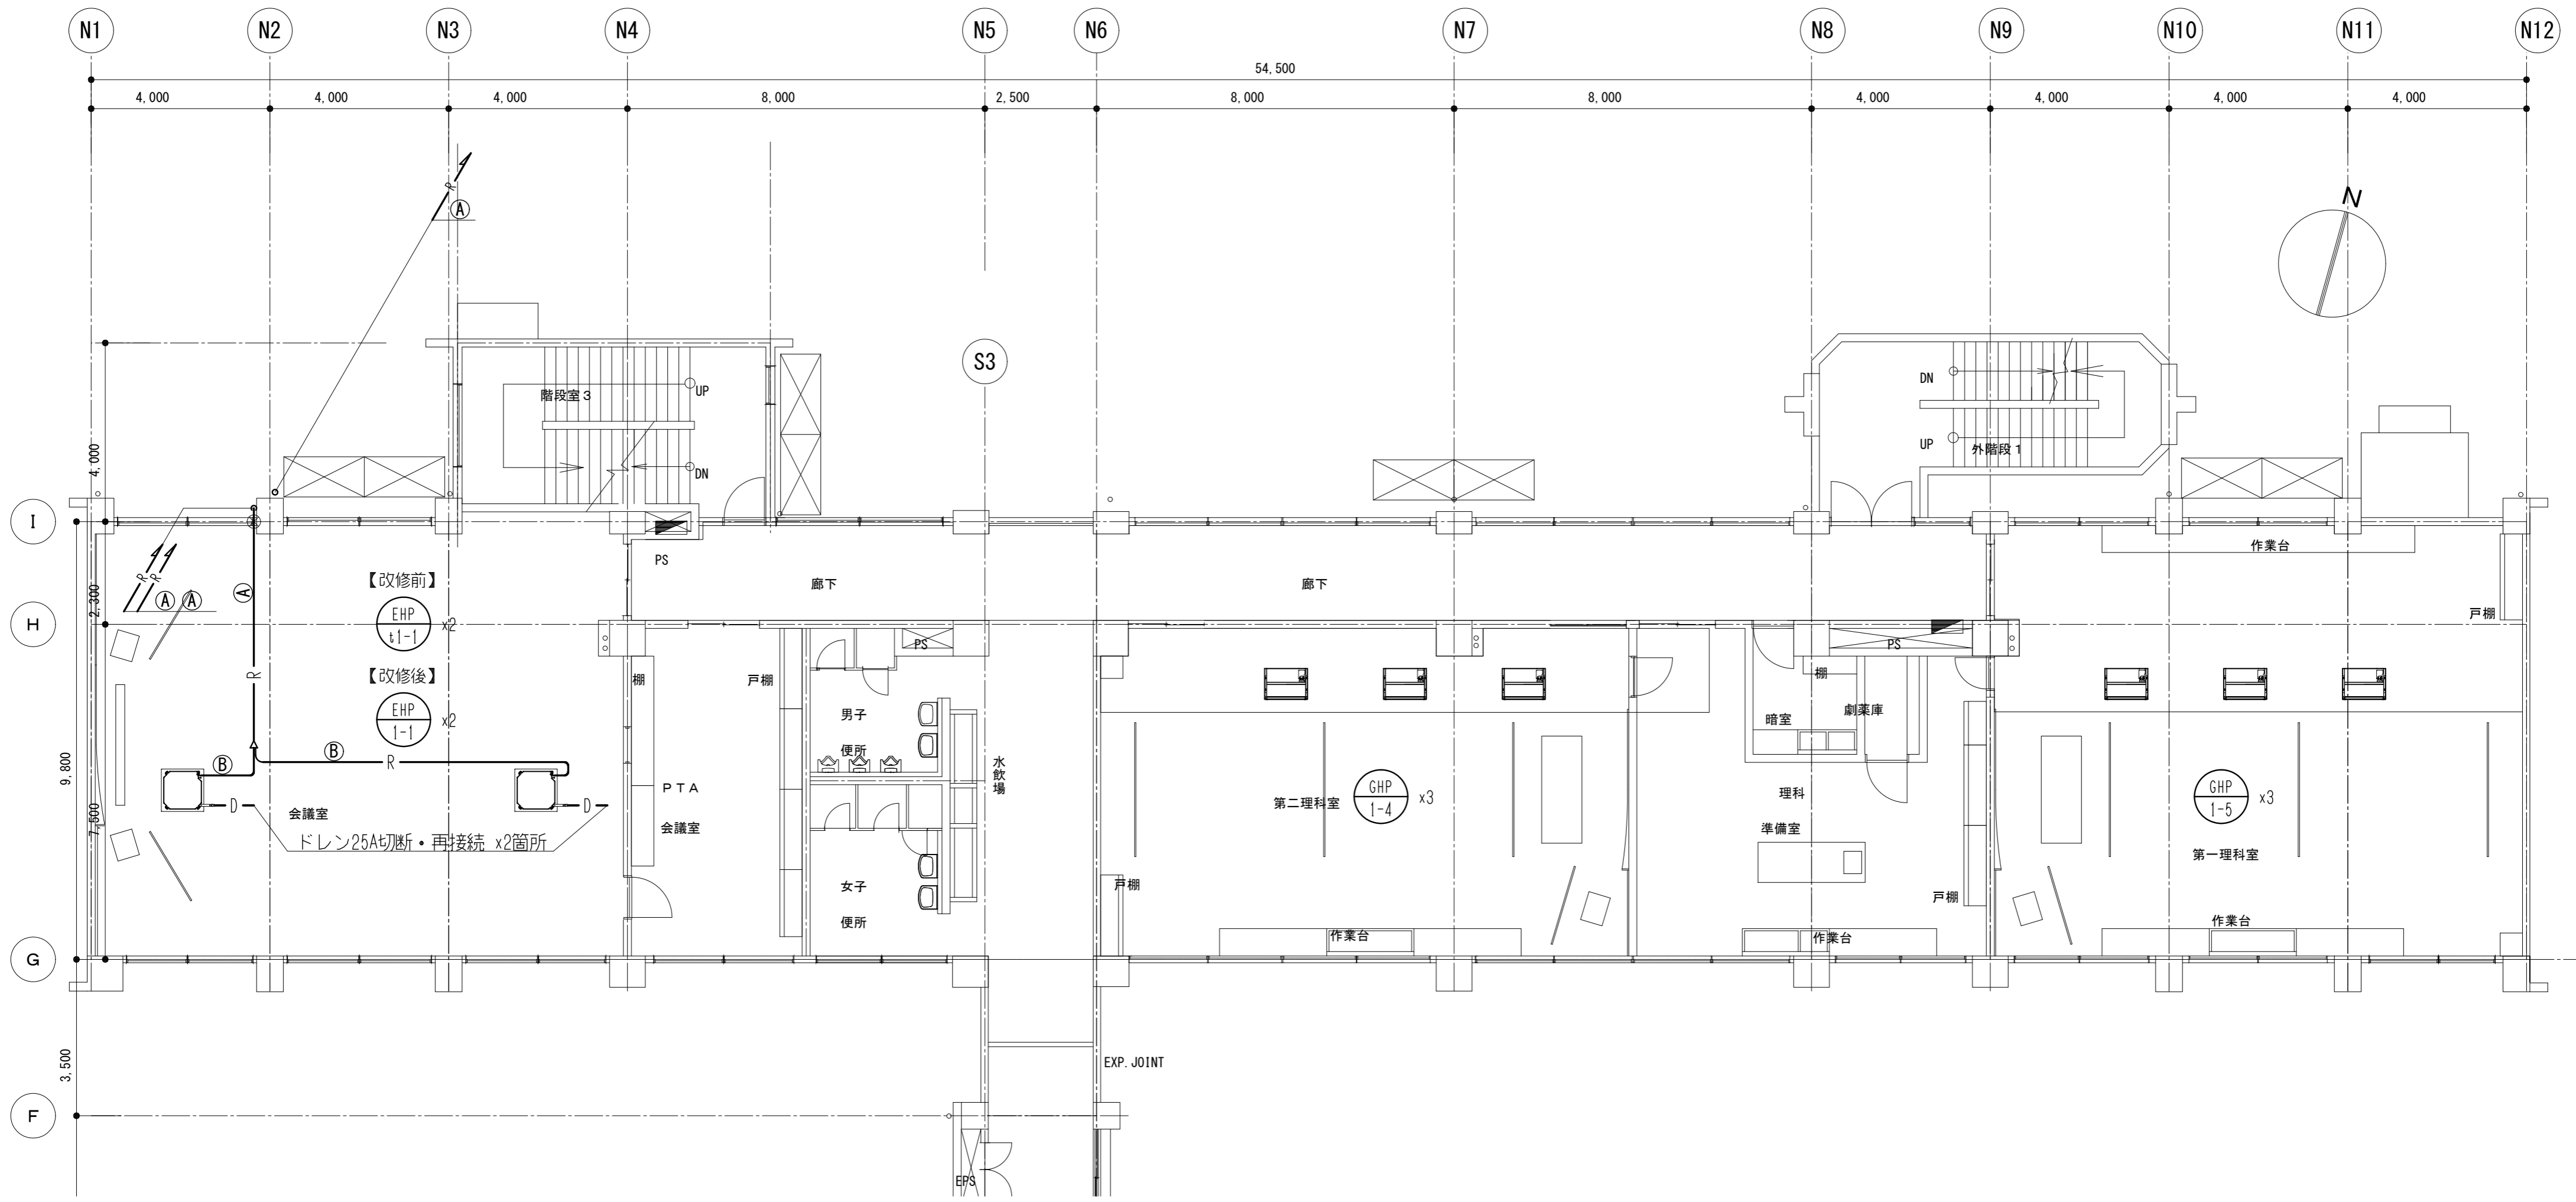 N1 N2 N3 N4 N5 N6 N7 N8 N9 N10 N11 N12
54,500
4,000 4,000 4,000 8,000 2,500 8,000 8,000 4,000 4,000 4,000 4,000
R
A
N
S3
階段室3
UP
DN
DN
UP
外階段1
4,000
I
R R
A A
A
2,300
【改修前】
EHP
t1-1
x2
PS
廊下
廊下
作業台
戸棚
H
【改修後】
EHP
1-1
x2
R
棚
戸棚
PS
男子
便所
水飲場
棚
PS
暗室
劇薬庫
B
B
R
D
D
9,800
7,500
会議室
ドレン25A切断・再接続 x2箇所
PTA
会議室
女子
便所
戸棚
第二理科室
GHP
1-4
x3
理科
準備室
戸棚
GHP
1-5
x3
第一理科室
作業台
作業台
作業台
G
3,500
EXP.JOINT
F
EPS